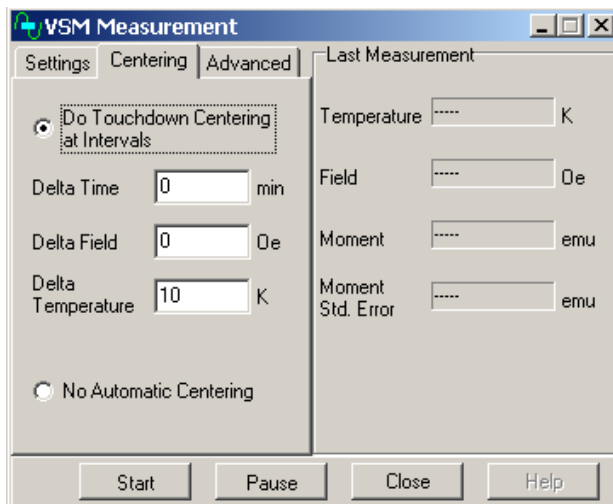 VSM Measurement
Settings
Centering
Advanced
Do Touchdown Centering
at Intervals
Delta Time
0
min
Delta Field
0
Oe
Delta
Temperature
10
K
No Automatic Centering
Last Measurement
Temperature
-----
K
Field
-----
Oe
Moment
-----
emu
Moment
Std. Error
-----
emu
Start
Pause
Close
Help